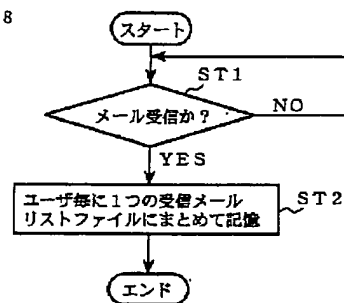 8
スタート
ST1
メール受信か?
NO
YES
ユーザ毎に1つの受信メール
リストファイルにまとめて記憶
ST2
エンド